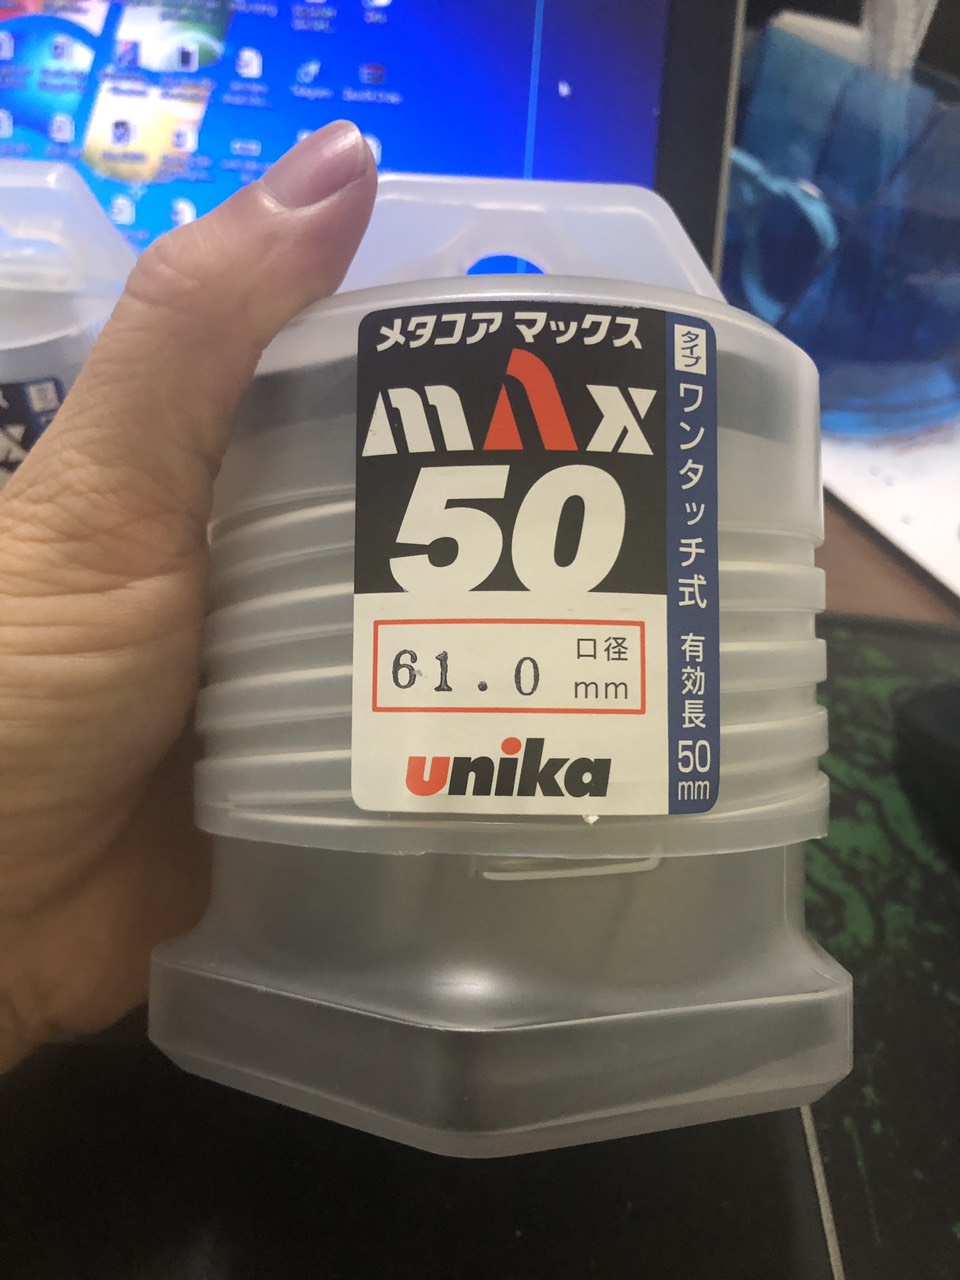 メタコア マックス
max
50
61.0 口径 mm
unika
タイプ ワンタッチ式 有効長 50 mm